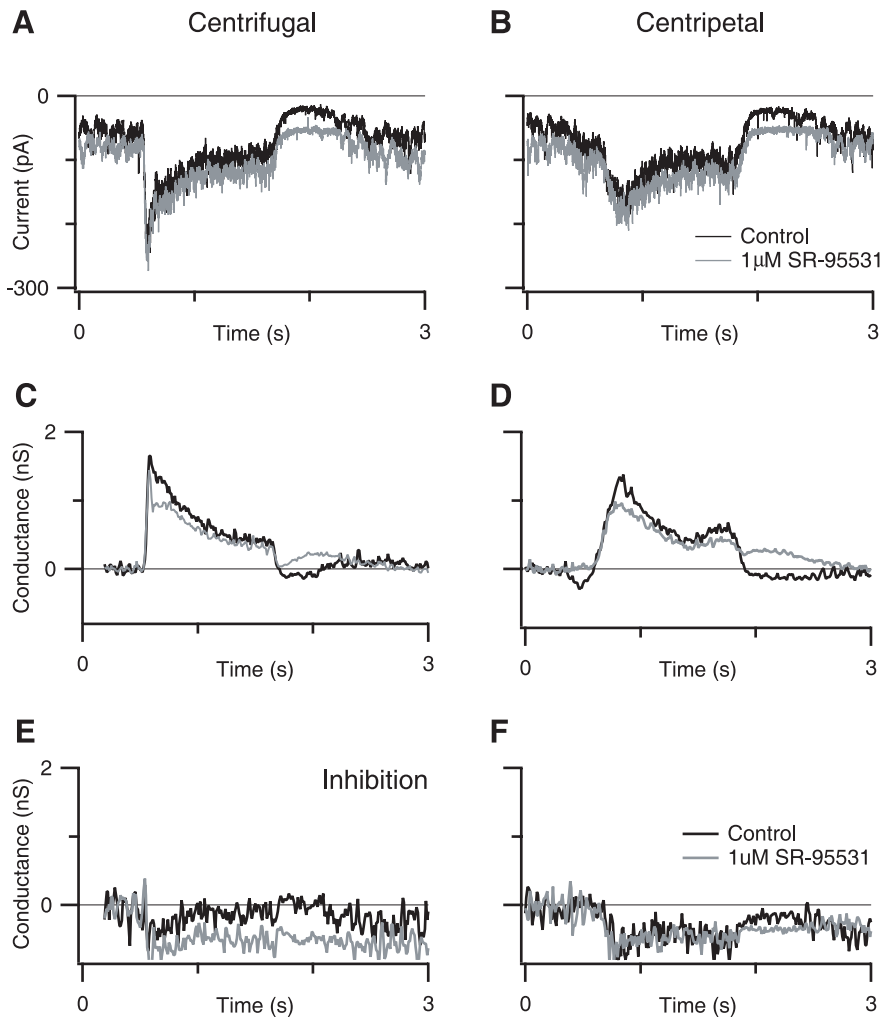 A
Centrifugal
B
Centripetal
0
Current (pA)
-300
Control
1μM SR-95531
0
Time (s)
3
0
Time (s)
3
C
D
2
Conductance (nS)
0
0
Time (s)
3
0
Time (s)
3
E
F
2
Inhibition
Conductance (nS)
Control
1uM SR-95531
0
0
Time (s)
3
0
Time (s)
3